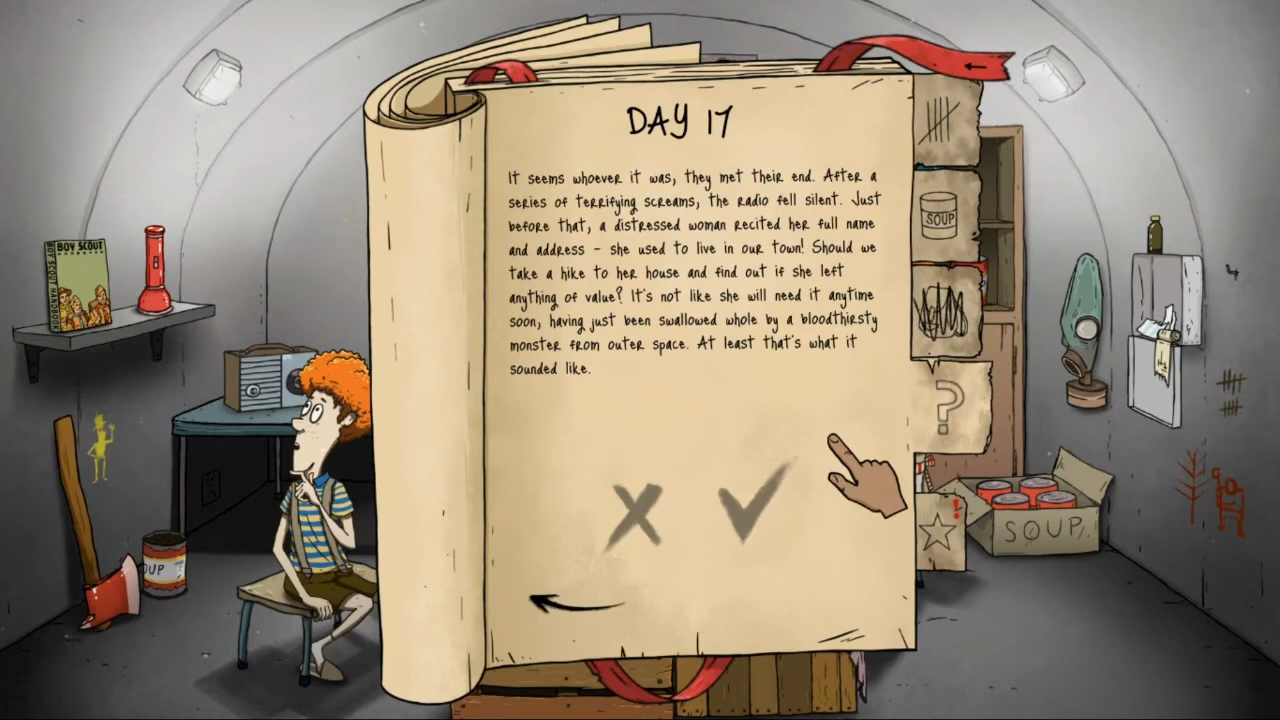 DAY 17
It seems whoever it was, they met their end. After a
series of terrifying screams, the radio fell silent. Just
before that, a distressed woman recited her full name
and address - she used to live in our town! Should we
take a hike to her house and find out if she left
anything of value? It's not like she will need it anytime
soon, having just been swallowed whole by a bloodthirsty
monster from outer space. At least that's what it
sounded like.
BOY SCOUT
BOY SCOUT HANDBOOK
SOUP
OUP
SOUP